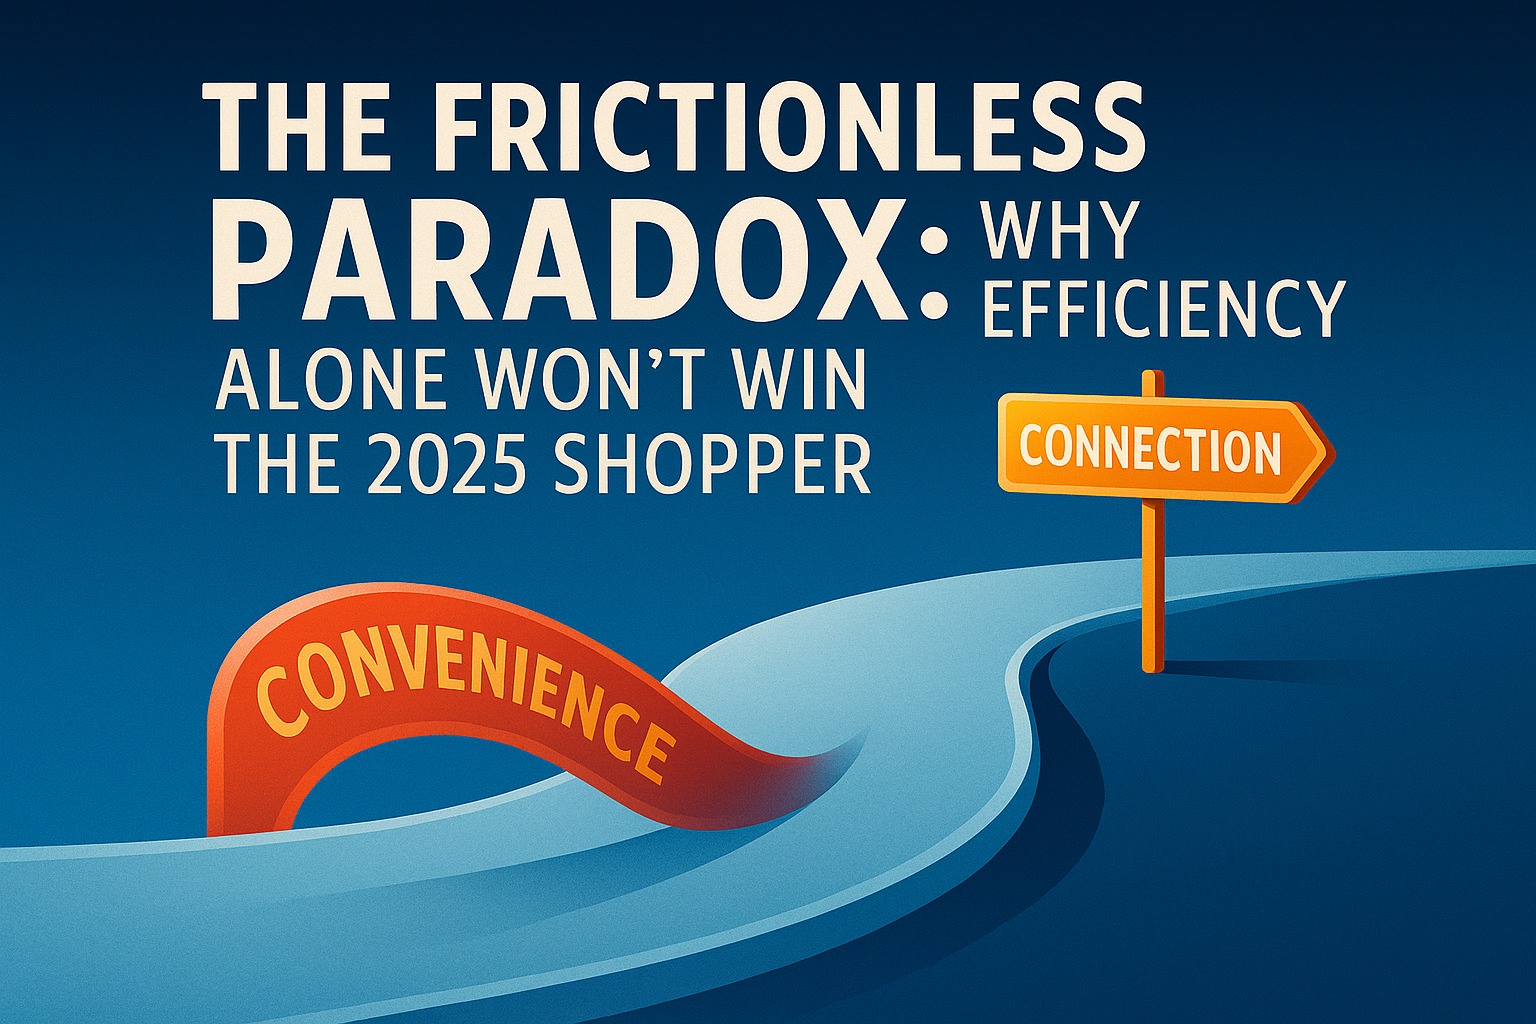 THE FRICTIONLESS
PARADOX: WHY
EFFICIENCY
ALONE WON’T WIN
THE 2025 SHOPPER
CONNECTION
CONVENIENCE